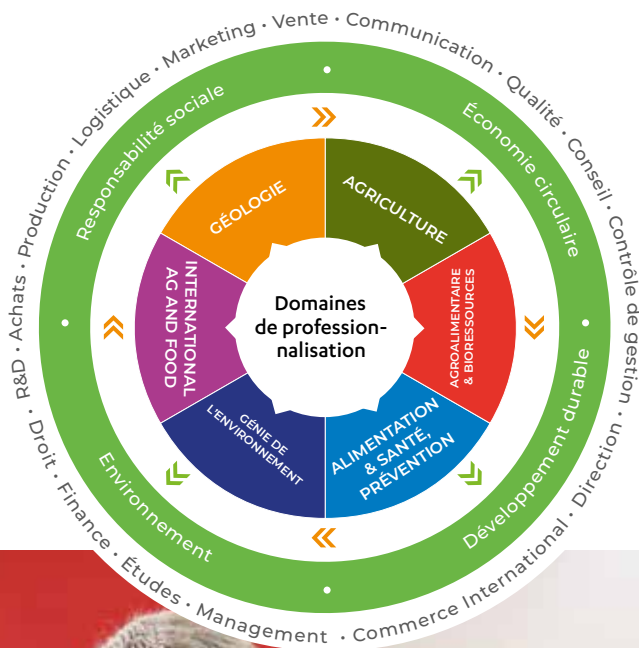 R&D • Achats • Production • Logistique • Marketing • Vente • Communication • Qualité • Conseil • Contrôle de gestion
Droit • Finance • Études • Management • Commerce International • Direction •
Responsabilité sociale
Économie circulaire
Développement durable
Environnement
GÉOLOGIE
AGRICULTURE
AGROALIMENTAIRE
& BIORESSOURCES
ALIMENTATION
& SANTÉ,
PRÉVENTION
GÉNIE DE
L'ENVIRONNEMENT
INTERNATIONAL
AG AND FOOD
Domaines
de profession-
nalisation